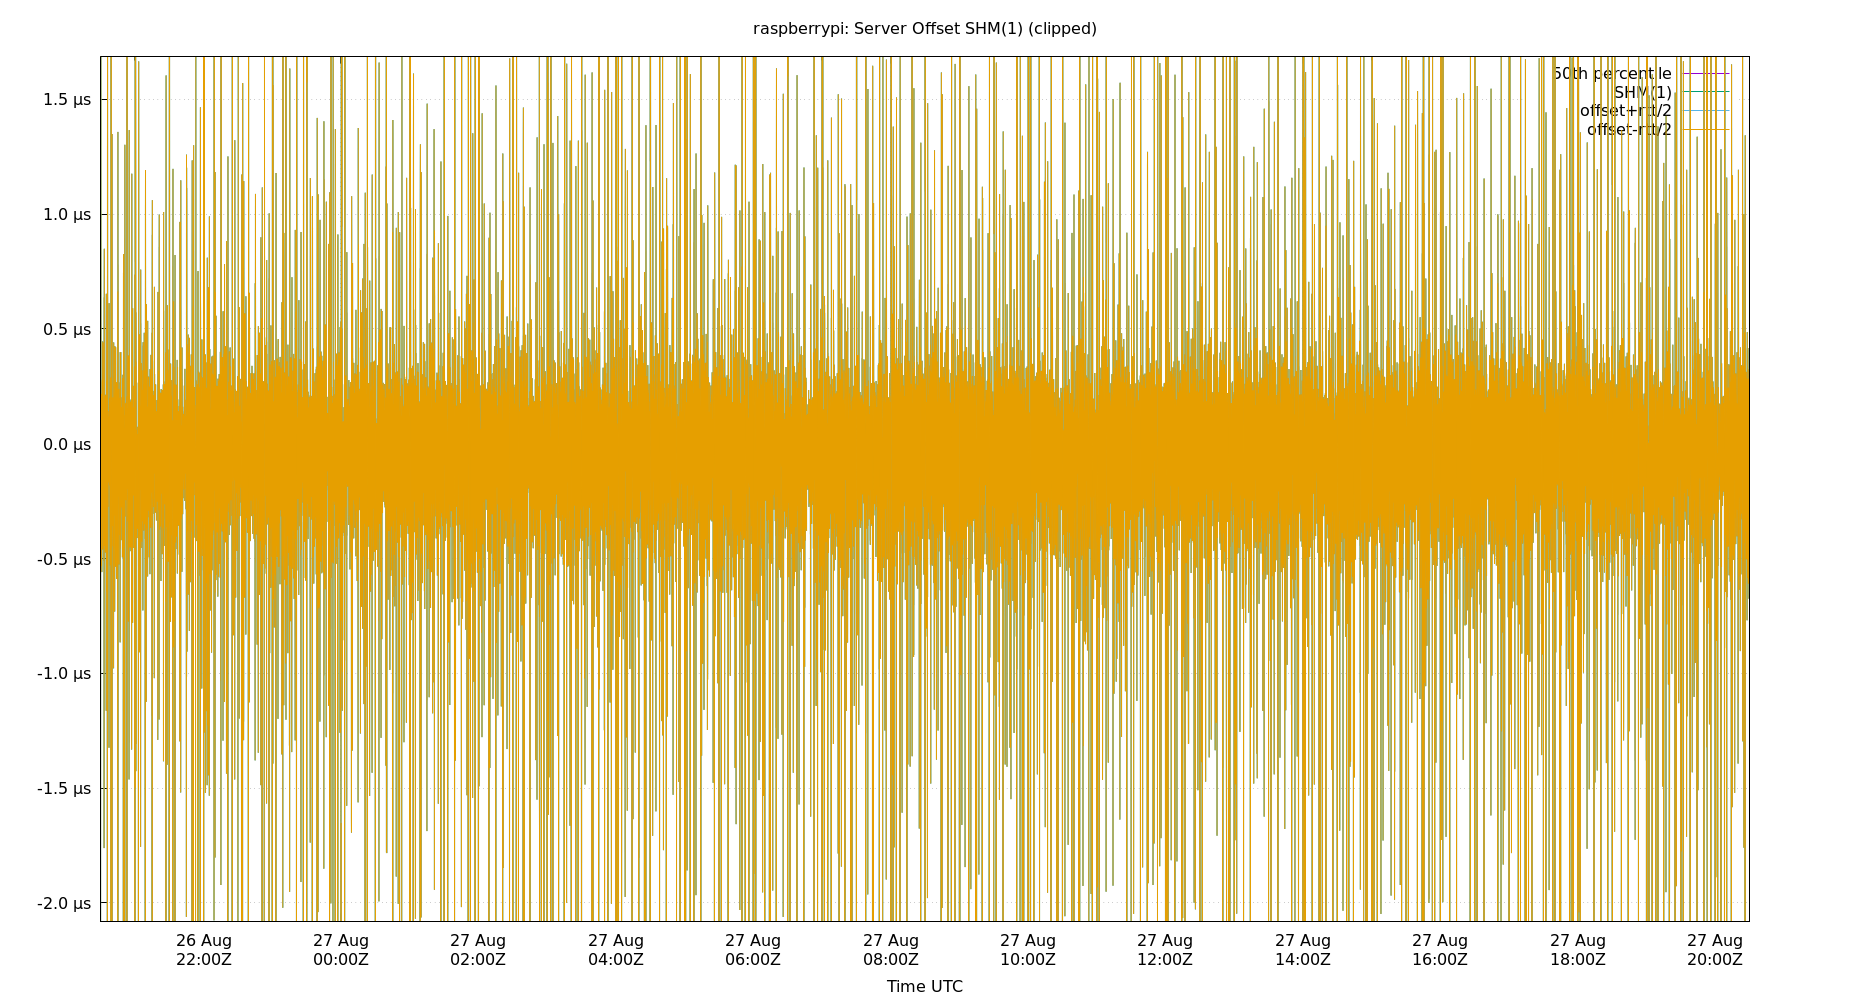 raspberrypi: Server Offset SHM(1) (clipped)
50th percentile
SHM(1)
offset+rtt/2
offset-rtt/2
1.5 µs
1.0 µs
0.5 µs
0.0 µs
-0.5 µs
-1.0 µs
-1.5 µs
-2.0 µs
26 Aug 27 Aug 27 Aug 27 Aug 27 Aug 27 Aug 27 Aug 27 Aug 27 Aug 27 Aug 27 Aug 27 Aug
22:00Z 00:00Z 02:00Z 04:00Z 06:00Z 08:00Z 10:00Z 12:00Z 14:00Z 16:00Z 18:00Z 20:00Z
Time UTC